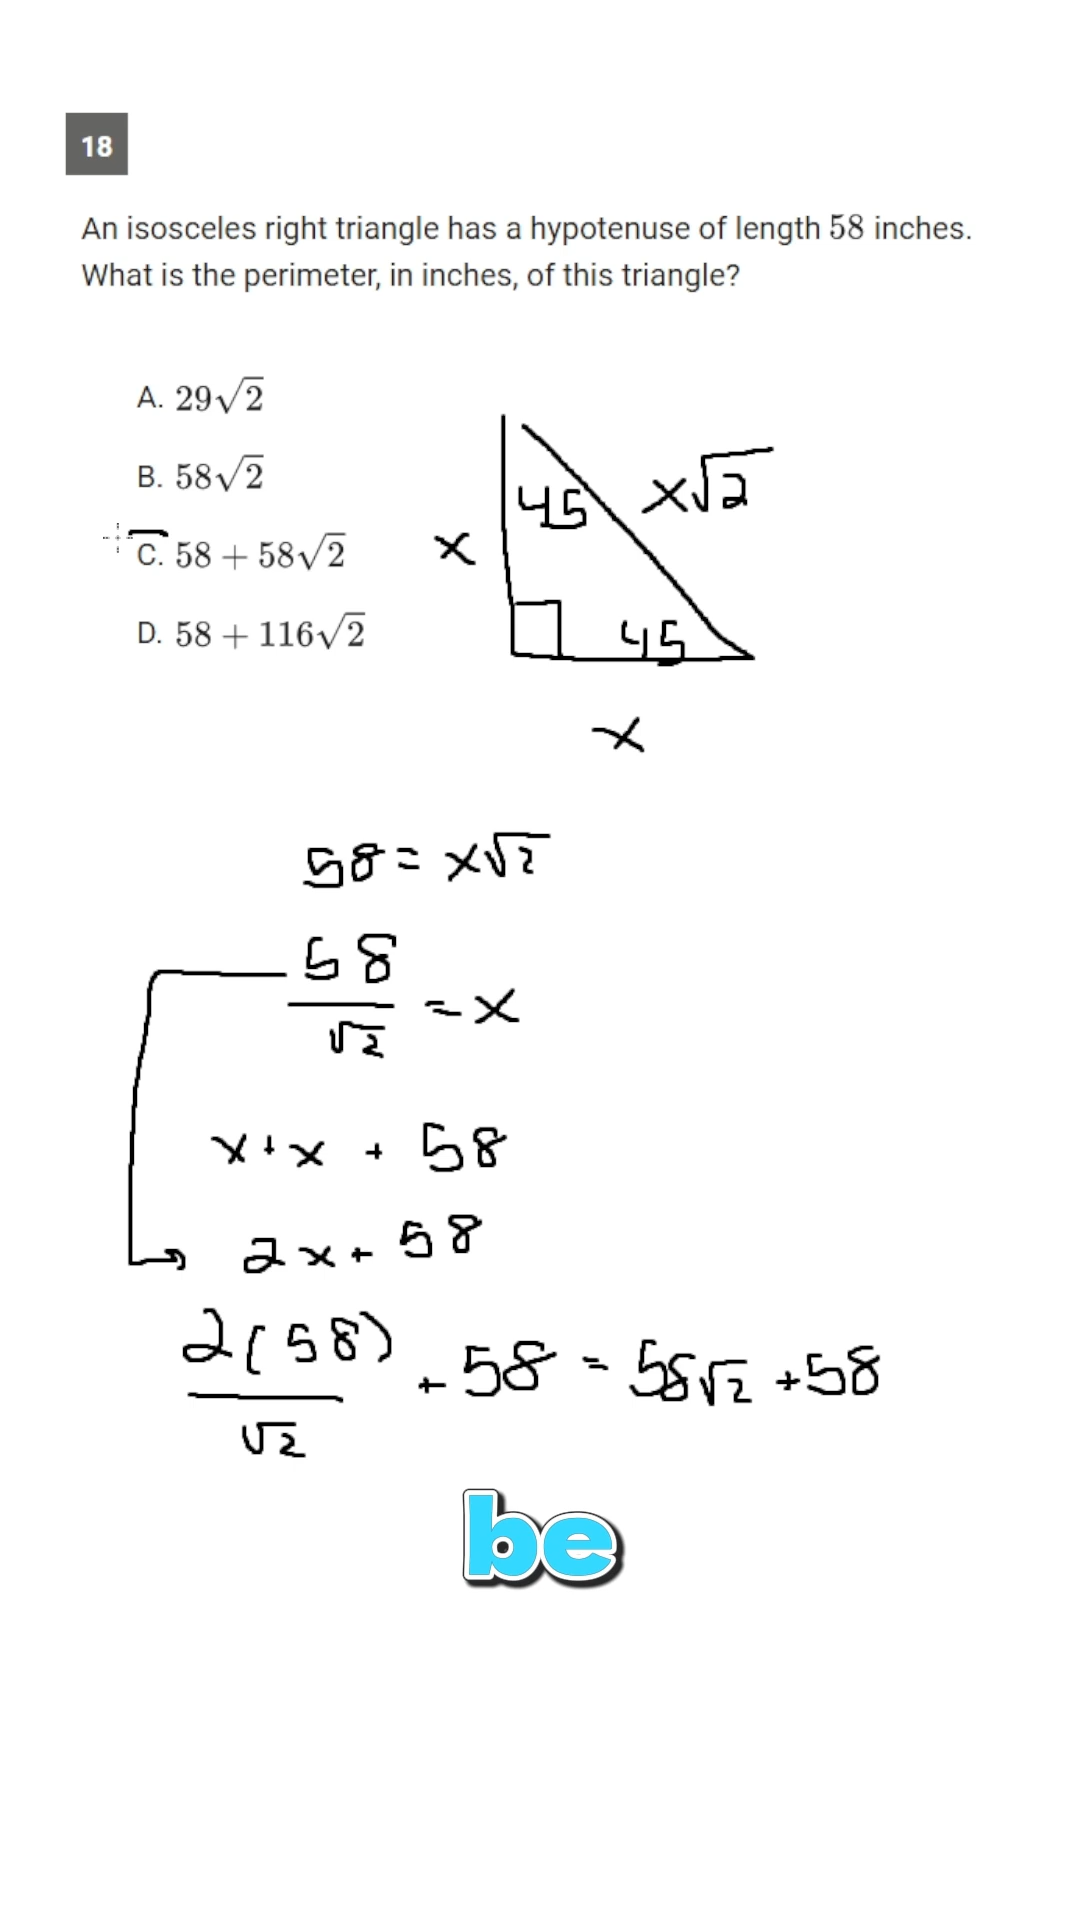 18
An isosceles right triangle has a hypotenuse of length 58 inches.
What is the perimeter, in inches, of this triangle?
A. 29√2
B. 58√2
C. 58 + 58√2
D. 58 + 116√2
45
x√2
x
45
x
58 = x√2
58/√2 = x
x + x + 58
2x + 58
2(58)/√2 + 58 = 58√2 + 58
be